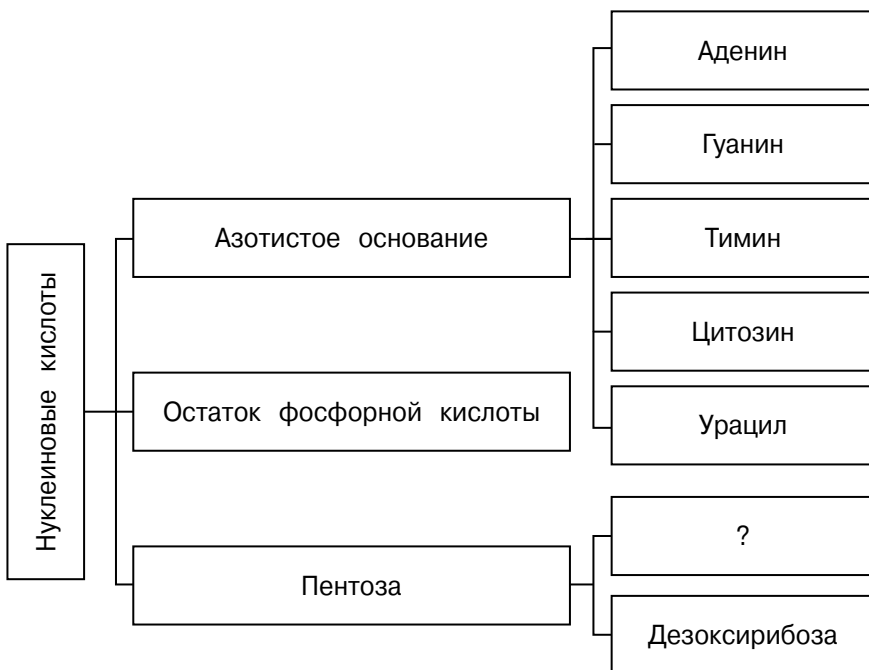 Аденин
Гуанин
Азотистое основание
Тимин
Цитозин
Нуклеиновые кислоты
Остаток фосфорной кислоты
Урацил
?
Пентоза
Дезоксирибоза